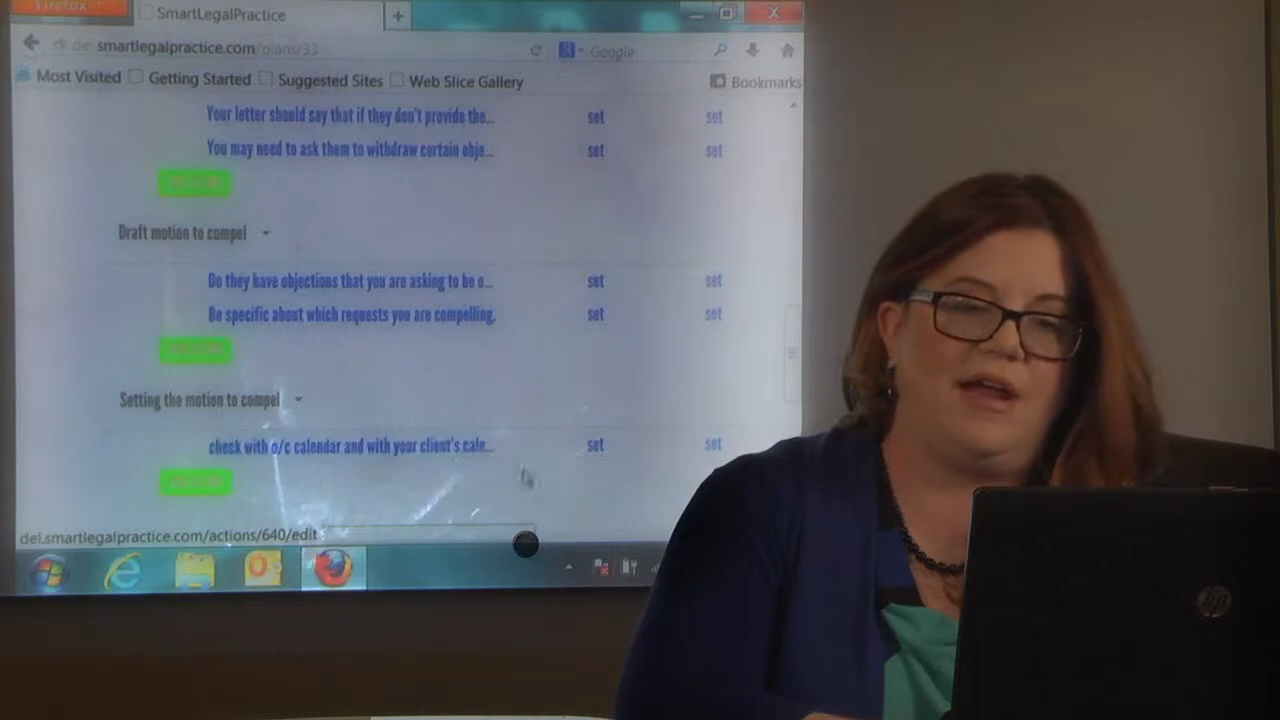 Firefox
SmartLegalPractice
smartlegalpractice.com/plans/33
Google
Most Visited Getting Started Suggested Sites Web Slice Gallery Bookmarks
Your letter should say that if they don't provide the... set set
You may need to ask them to withdraw certain obje... set set
Draft motion to compel
Do they have objections that you are asking to be o... set set
Be specific about which requests you are compelling. set set
Setting the motion to compel
check with o/c calendar and with your client's cale... set set
del.smartlegalpractice.com/actions/640/edit
hp